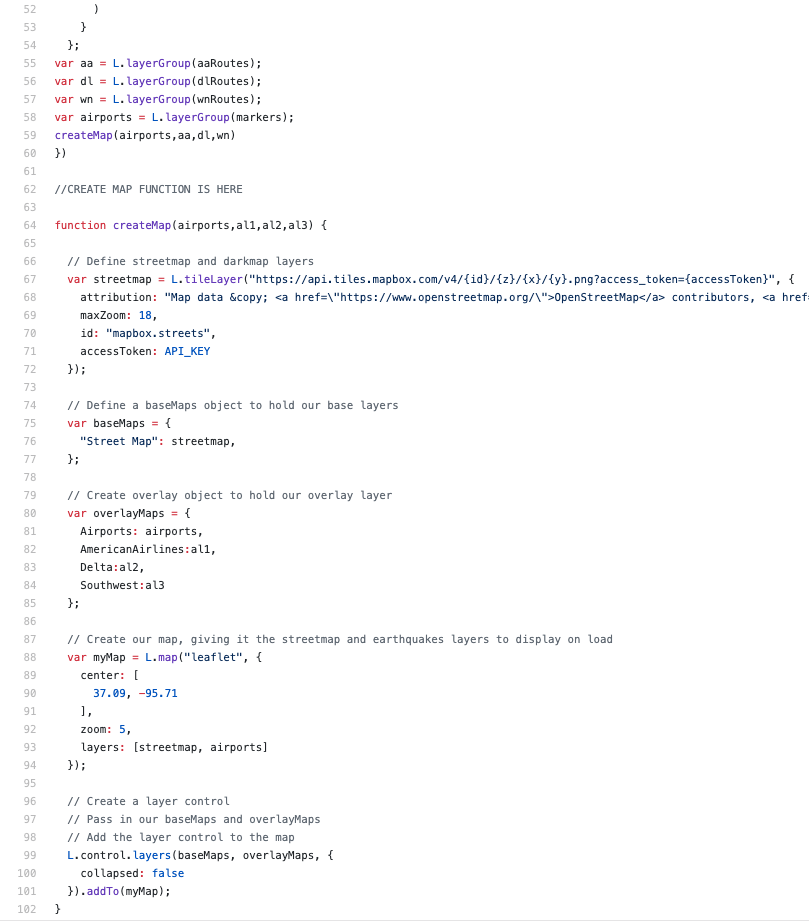 52       )
53     }
54   };
55 var aa = L.layerGroup(aaRoutes);
56 var dl = L.layerGroup(dlRoutes);
57 var wn = L.layerGroup(wnRoutes);
58 var airports = L.layerGroup(markers);
59 createMap(airports,aa,dl,wn)
60 })
61
62 //CREATE MAP FUNCTION IS HERE
63
64 function createMap(airports,al1,al2,al3) {
65
66   // Define streetmap and darkmap layers
67   var streetmap = L.tileLayer("https://api.tiles.mapbox.com/v4/{id}/{z}/{x}/{y}.png?access_token={accessToken}", {
68     attribution: "Map data &copy; <a href=\"https://www.openstreetmap.org/\">OpenStreetMap</a> contributors, <a href=
69     maxZoom: 18,
70     id: "mapbox.streets",
71     accessToken: API_KEY
72   });
73
74   // Define a baseMaps object to hold our base layers
75   var baseMaps = {
76     "Street Map": streetmap,
77   };
78
79   // Create overlay object to hold our overlay layer
80   var overlayMaps = {
81     Airports: airports,
82     AmericanAirlines:al1,
83     Delta:al2,
84     Southwest:al3
85   };
86
87   // Create our map, giving it the streetmap and earthquakes layers to display on load
88   var myMap = L.map("leaflet", {
89     center: [
90       37.09, -95.71
91     ],
92     zoom: 5,
93     layers: [streetmap, airports]
94   });
95
96   // Create a layer control
97   // Pass in our baseMaps and overlayMaps
98   // Add the layer control to the map
99   L.control.layers(baseMaps, overlayMaps, {
100     collapsed: false
101   }).addTo(myMap);
102 }